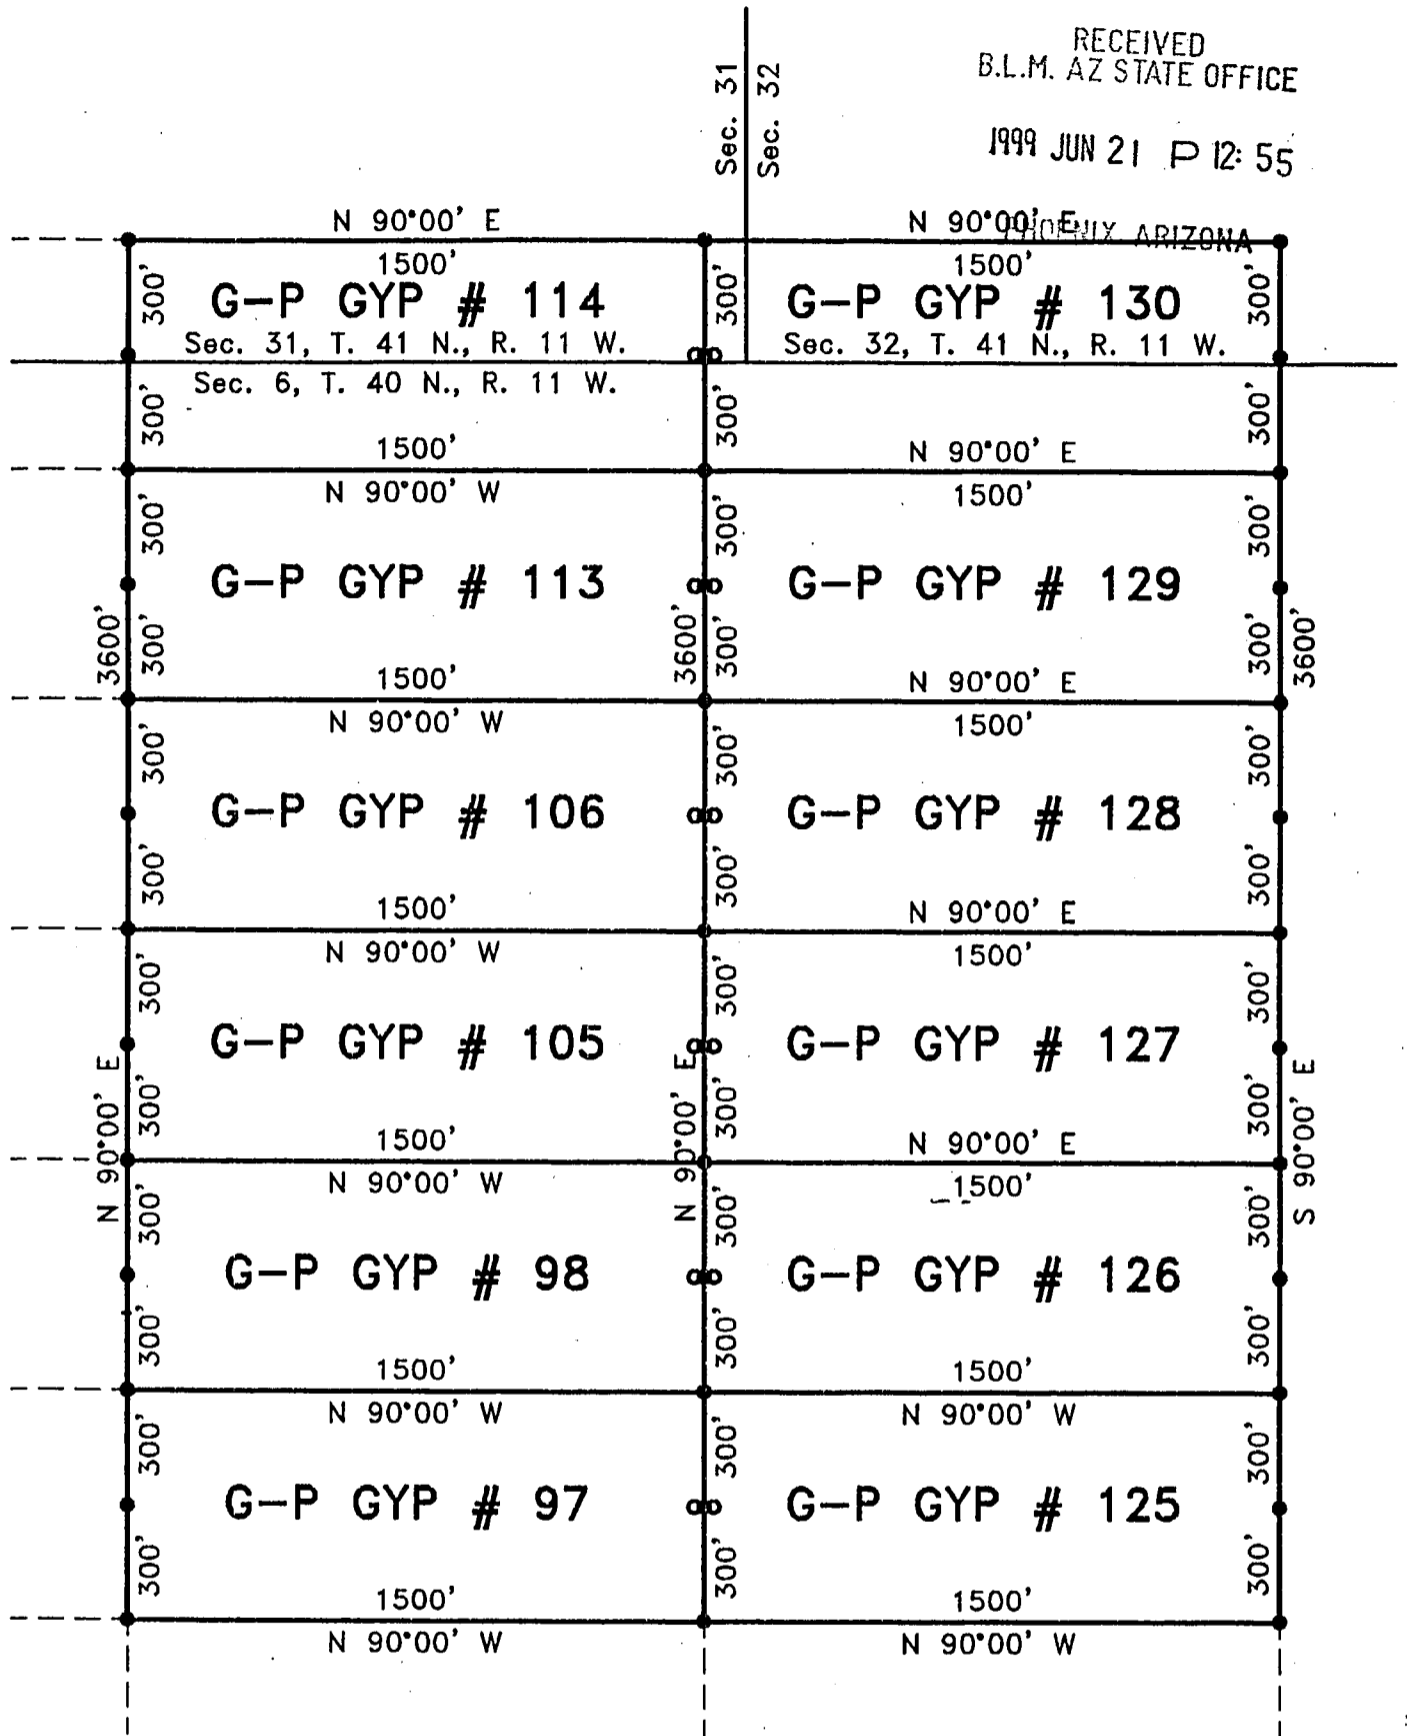 Sec. 31
Sec. 32
RECEIVED
B.L.M. AZ STATE OFFICE
1999 JUN 21 P 12: 55
PHOENIX ARIZONA
N 90°00' E
N 90°00' E
1500'
1500'
300'
300'
300'
G-P GYP # 114
G-P GYP # 130
Sec. 31, T. 41 N., R. 11 W.
Sec. 32, T. 41 N., R. 11 W.
Sec. 6, T. 40 N., R. 11 W.
300'
300'
300'
1500'
N 90°00' E
N 90°00' W
1500'
300'
300'
300'
G-P GYP # 113
G-P GYP # 129
3600'
300'
3600'
300'
300'
3600'
1500'
N 90°00' E
N 90°00' W
1500'
300'
300'
300'
G-P GYP # 106
G-P GYP # 128
300'
300'
300'
1500'
N 90°00' E
N 90°00' W
1500'
300'
300'
300'
G-P GYP # 105
G-P GYP # 127
N 90°00' E
300'
N 90°00' E
300'
300'
S 90°00' E
1500'
N 90°00' E
N 90°00' W
1500'
300'
300'
300'
G-P GYP # 98
G-P GYP # 126
300'
300'
300'
1500'
1500'
N 90°00' W
N 90°00' W
300'
300'
300'
G-P GYP # 97
G-P GYP # 125
300'
300'
300'
1500'
1500'
N 90°00' W
N 90°00' W